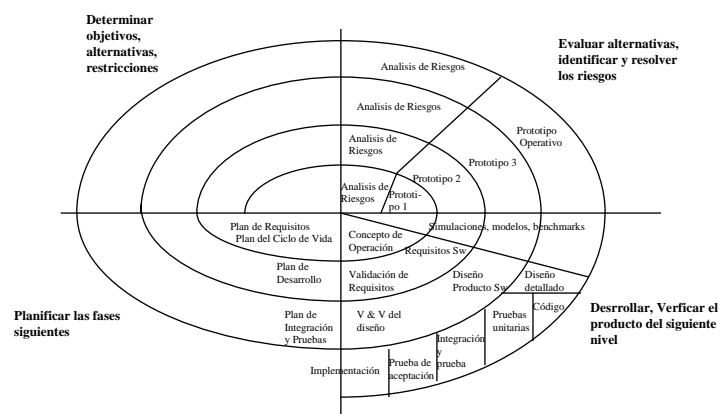 Determinar
objetivos,
alternativas,
restricciones
Evaluar alternativas,
identificar y resolver
los riesgos
Analisis de Riesgos
Analisis de Riesgos
Analisis de
Riesgos
Analisis de
Riesgos
Prototi-
po 1
Prototipo 2
Prototipo 3
Prototipo
Operativo
Simulaciones, modelos, benchmarks
Plan de Requisitos
Plan del Ciclo de Vida
Concepto de
Operación
Requisitos Sw
Plan de
Desarrollo
Validación de
Requisitos
Diseño
Producto Sw
Diseño
detallado
Plan de
Integración
y Pruebas
V & V del
diseño
Código
Pruebas
unitarias
Integración
y
prueba
Prueba de
aceptación
Implementación
Planificar las fases
siguientes
Desrrollar, Verficar el
producto del siguiente
nivel